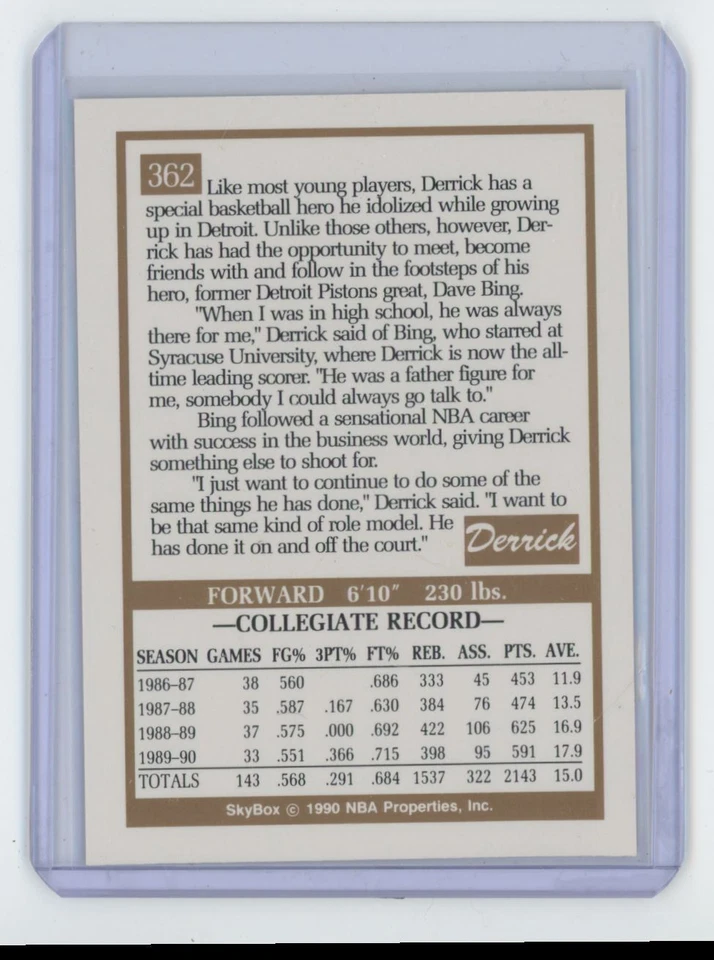 362 Like most young players, Derrick has a
special basketball hero he idolized while growing
up in Detroit. Unlike those others, however, Der-
rick has had the opportunity to meet, become
friends with and follow in the footsteps of his
hero, former Detroit Pistons great, Dave Bing.
"When I was in high school, he was always
there for me," Derrick said of Bing, who starred at
Syracuse University, where Derrick is now the all-
time leading scorer. "He was a father figure for
me, somebody I could always go talk to."
Bing followed a sensational NBA career
with success in the business world, giving Derrick
something else to shoot for.
"I just want to continue to do some of the
same things he has done," Derrick said. "I want to
be that same kind of role model. He
has done it on and off the court."
Derrick
FORWARD 6'10" 230 lbs.
—COLLEGIATE RECORD—
SEASON GAMES FG% 3PT% FT% REB. ASS. PTS. AVE.
1986–87 38 560 .686 333 45 453 11.9
1987–88 35 .587 .167 .630 384 76 474 13.5
1988–89 37 .575 .000 .692 422 106 625 16.9
1989–90 33 .551 .366 .715 398 95 591 17.9
TOTALS 143 .568 .291 .684 1537 322 2143 15.0
SkyBox © 1990 NBA Properties, Inc.